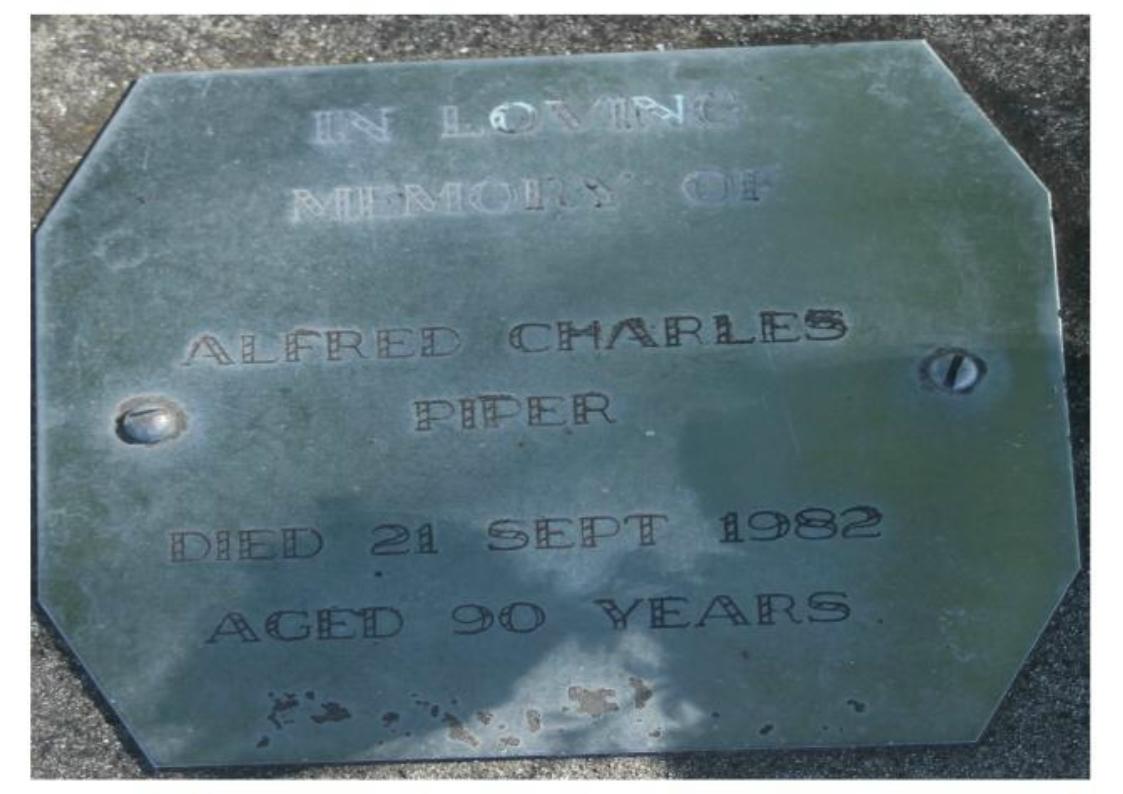 IN LOVING
MEMORY OF
ALFRED CHARLES
PIPER
DIED 21 SEPT 1982
AGED 90 YEARS